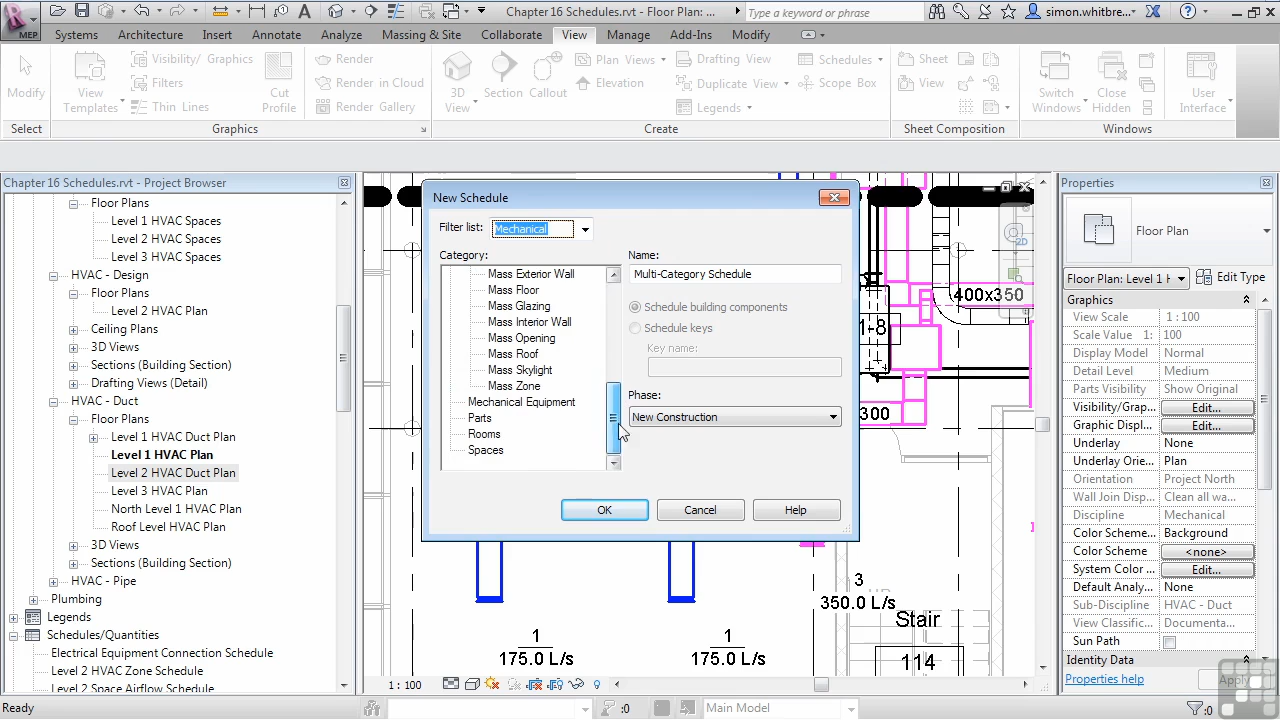 Chapter 16 Schedules.rvt - Floor Plan: ...
Type a keyword or phrase
simon.whitbre...
MEP
Systems Architecture Insert Annotate Analyze Massing & Site Collaborate View Manage Add-Ins Modify
Modify
View Templates
Visibility/ Graphics
Filters
Thin Lines
Cut Profile
Render
Render in Cloud
Render Gallery
3D View
Section
Callout
Plan Views
Elevation
Drafting View
Duplicate View
Legends
Schedules
Scope Box
Sheet
View
Switch Windows
Close Hidden
User Interface
Select Graphics Create Sheet Composition Windows
Chapter 16 Schedules.rvt - Project Browser
Floor Plans
Level 1 HVAC Spaces
Level 2 HVAC Spaces
Level 3 HVAC Spaces
HVAC - Design
Floor Plans
Level 2 HVAC Plan
Ceiling Plans
3D Views
Sections (Building Section)
Drafting Views (Detail)
HVAC - Duct
Floor Plans
Level 1 HVAC Duct Plan
Level 1 HVAC Plan
Level 2 HVAC Duct Plan
Level 3 HVAC Plan
North Level 1 HVAC Plan
Roof Level HVAC Plan
3D Views
Sections (Building Section)
HVAC - Pipe
Plumbing
Legends
Schedules/Quantities
Electrical Equipment Connection Schedule
Level 2 HVAC Zone Schedule
Level 2 Space Airflow Schedule
New Schedule
Filter list:
Mechanical
Category:
Mass Exterior Wall
Mass Floor
Mass Glazing
Mass Interior Wall
Mass Opening
Mass Roof
Mass Skylight
Mass Zone
Mechanical Equipment
Parts
Rooms
Spaces
Name:
Multi-Category Schedule
Schedule building components
Schedule keys
Key name:
Phase:
New Construction
OK
Cancel
Help
400x350
1-8
300
2D
3
350.0 L/s
Stair
114
1
175.0 L/s
1
175.0 L/s
Properties
Floor Plan
Floor Plan: Level 1 H
Edit Type
Graphics
View Scale 1 : 100
Scale Value 1: 100
Display Model Normal
Detail Level Medium
Parts Visibility Show Original
Visibility/Grap... Edit...
Graphic Displ... Edit...
Underlay None
Underlay Orie... Plan
Orientation Project North
Wall Join Displ... Clean all wa...
Discipline Mechanical
Color Scheme... Background
Color Scheme <none>
System Color ... Edit...
Default Analy... None
Sub-Discipline HVAC - Duct
View Classific... Documenta...
Sun Path
Identity Data
Properties help
Apply
1 : 100
Ready
:0
Main Model
:0